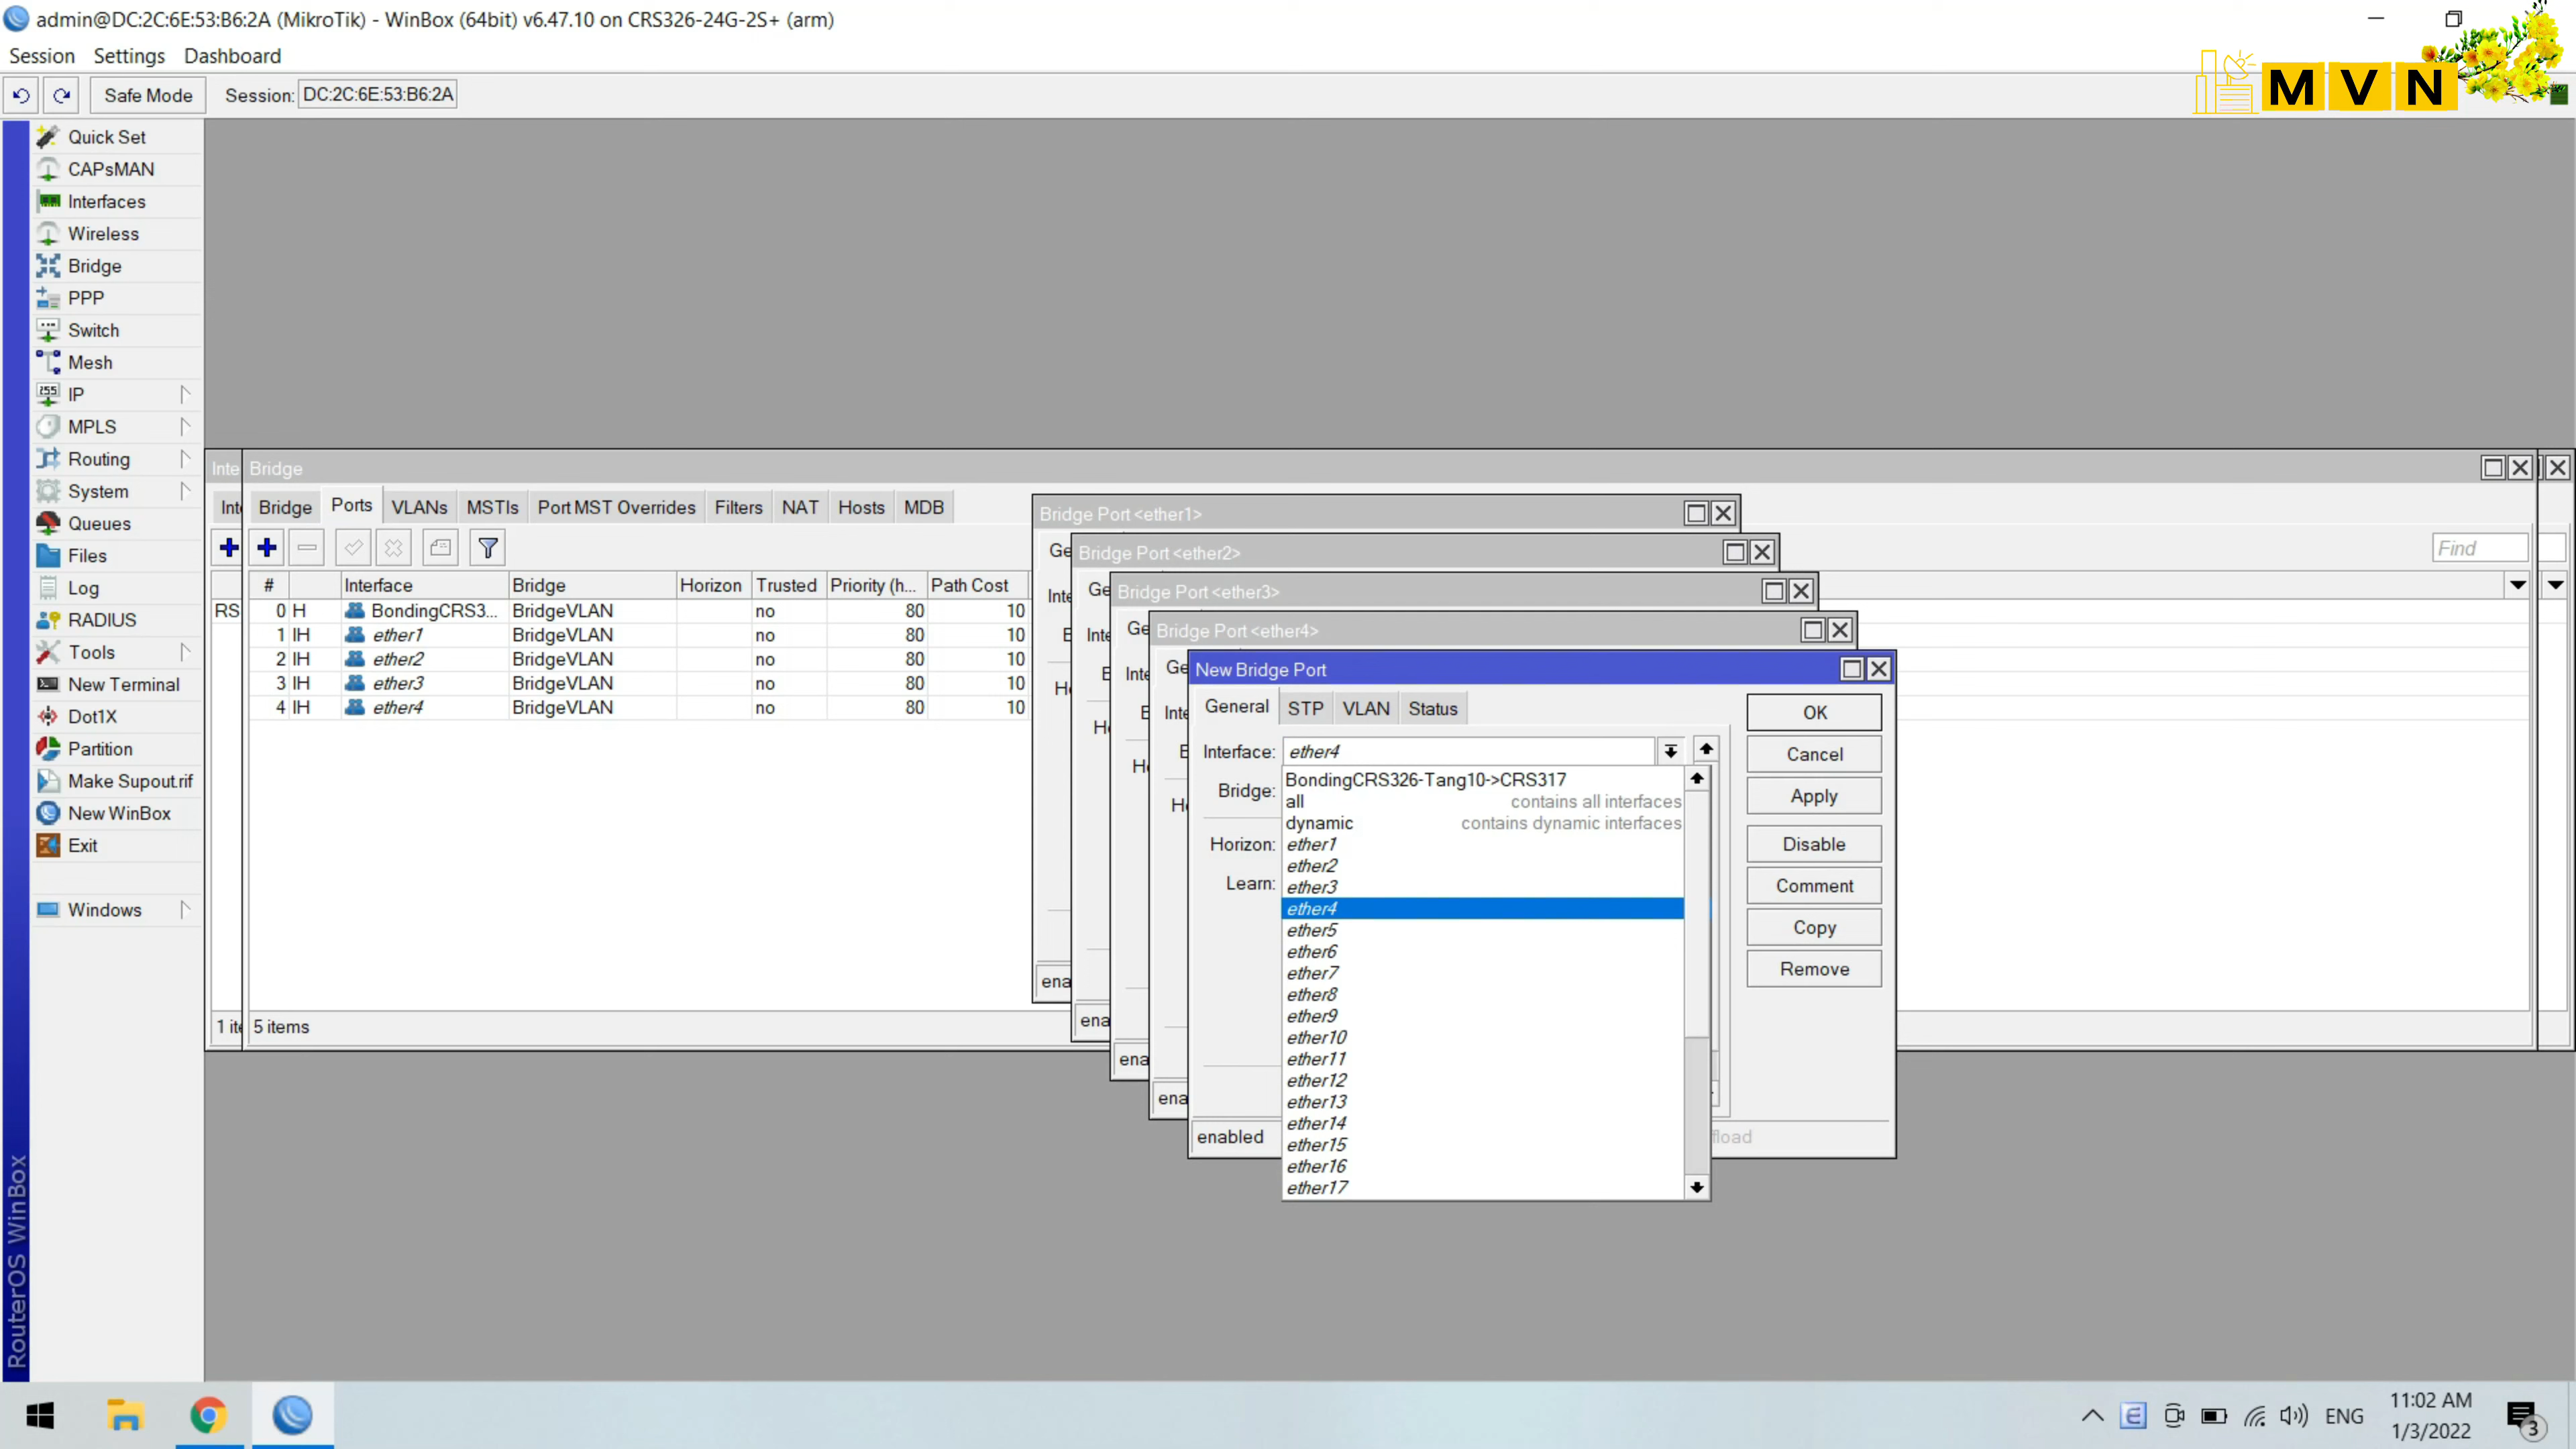 admin@DC:2C:6E:53:B6:2A (MikroTik) - WinBox (64bit) v6.47.10 on CRS326-24G-2S+ (arm)
Session Settings Dashboard
Safe Mode Session: DC:2C:6E:53:B6:2A
MVN
Quick Set
CAPsMAN
Interfaces
Wireless
Bridge
PPP
Switch
Mesh
IP
MPLS
Routing
System
Queues
Files
Log
RADIUS
Tools
New Terminal
Dot1X
Partition
Make Supout.rif
New WinBox
Exit
Windows
RouterOS WinBox
Inte
RS
Bridge
Bridge Ports VLANs MSTIs Port MST Overrides Filters NAT Hosts MDB
Find
# Interface Bridge Horizon Trusted Priority (h... Path Cost
0 H BondingCRS3... BridgeVLAN no 80 10
1 IH ether1 BridgeVLAN no 80 10
2 IH ether2 BridgeVLAN no 80 10
3 IH ether3 BridgeVLAN no 80 10
4 IH ether4 BridgeVLAN no 80 10
5 items
Bridge Port <ether1>
ena
Bridge Port <ether2>
ena
Bridge Port <ether3>
ena
Bridge Port <ether4>
ena
New Bridge Port
General STP VLAN Status
Interface: ether4
Bridge:
Horizon:
Learn:
BondingCRS326-Tang10->CRS317
all contains all interfaces
dynamic contains dynamic interfaces
ether1
ether2
ether3
ether4
ether5
ether6
ether7
ether8
ether9
ether10
ether11
ether12
ether13
ether14
ether15
ether16
ether17
OK
Cancel
Apply
Disable
Comment
Copy
Remove
enabled
ENG
11:02 AM
1/3/2022
3